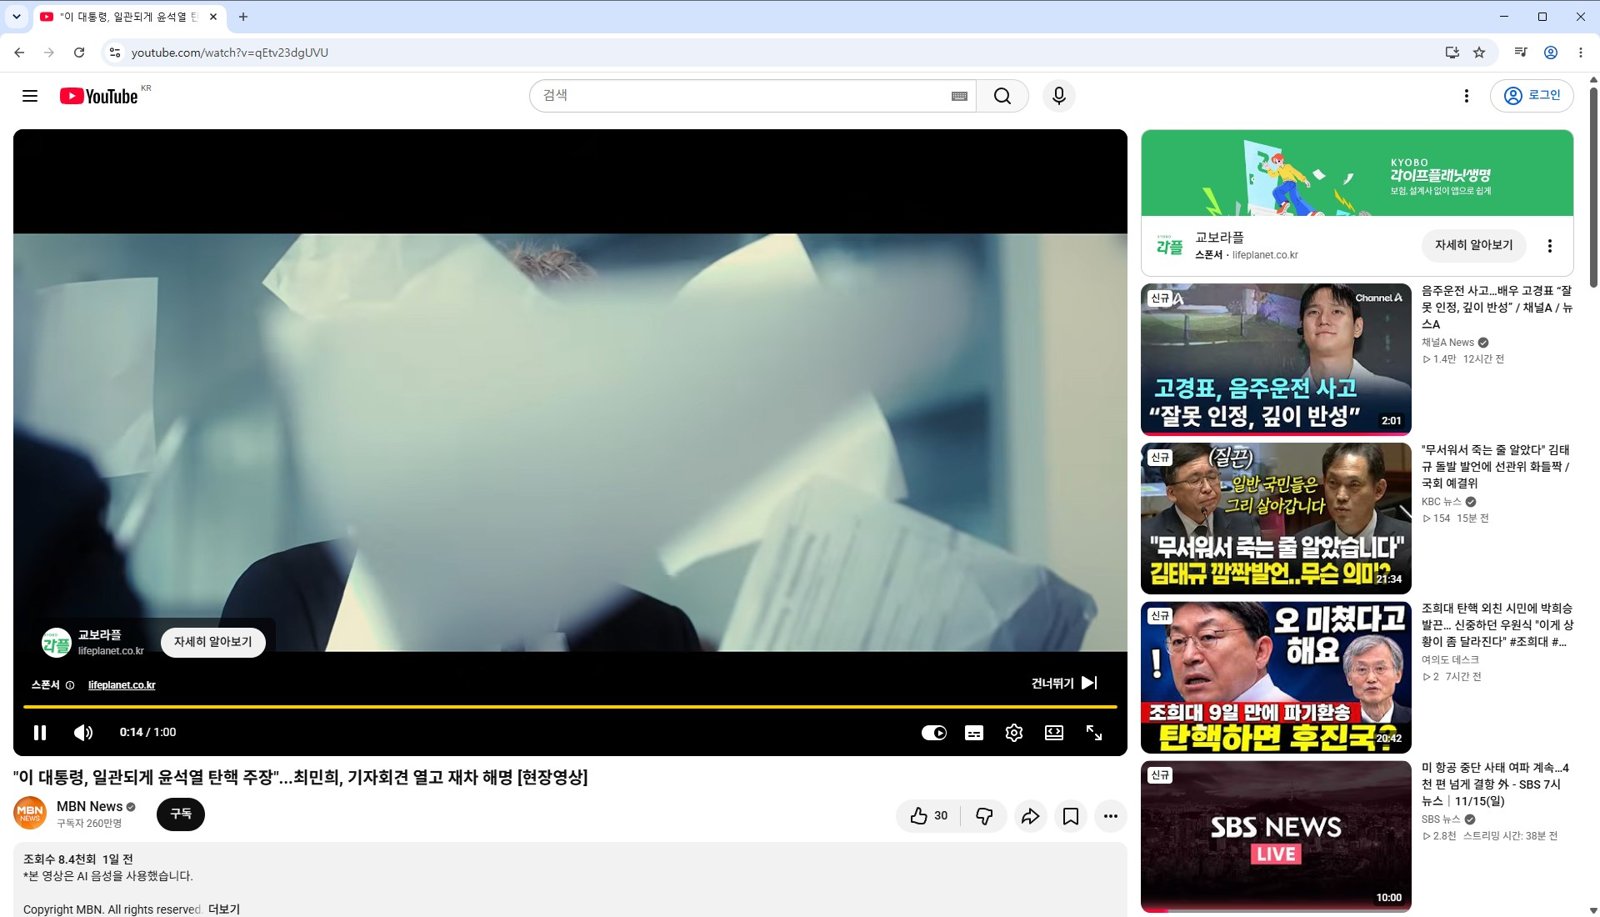 "이 대통령, 일관되게 윤석열 탄
youtube.com/watch?v=qEtv23dgUVU
YouTube KR
검색
로그인
교보라플
lifeplanet.co.kr
자세히 알아보기
스폰서
lifeplanet.co.kr
건너뛰기
0:14 / 1:00
"이 대통령, 일관되게 윤석열 탄핵 주장"...최민희, 기자회견 열고 재차 해명 [현장영상]
MBN NEWS
MBN News
구독자 260만명
구독
30
조회수 8.4천회 1일 전
*본 영상은 AI 음성을 사용했습니다.
Copyright MBN. All rights reserved.
더보기
KYOBO
라이프플래닛생명
보험, 설계사 없이 앱으로 쉽게
교보라플
스폰서 · lifeplanet.co.kr
자세히 알아보기
신규
Channel A
고경표, 음주운전 사고
"잘못 인정, 깊이 반성"
2:01
음주운전 사고...배우 고경표 "잘
못 인정, 깊이 반성" / 채널A / 뉴
스A
채널A News
1.4만 12시간 전
신규
(질끈)
일반 국민들은
그리 살아갑니다
"무서워서 죽는 줄 알았습니다"
김태규 깜짝발언..무슨 의미?
21:34
"무서워서 죽는 줄 알았다" 김태
규 돌발 발언에 선관위 화들짝 /
국회 예결위
KBC 뉴스
154 15분 전
신규
오 미쳤다고
해요
!
조희대 9일 만에 파기환송
탄핵하면 후진국?
20:42
조희대 탄핵 외친 시민에 박희승
발끈... 신중하던 우원식 "이게 상
황이 좀 달라진다" #조희대 #...
여의도 데스크
2 7시간 전
신규
SBS NEWS
LIVE
10:00
미 항공 중단 사태 여파 계속...4
천 편 넘게 결항 外 - SBS 7시
뉴스 | 11/15(일)
SBS 뉴스
2.8천 스트리밍 시간: 38분 전